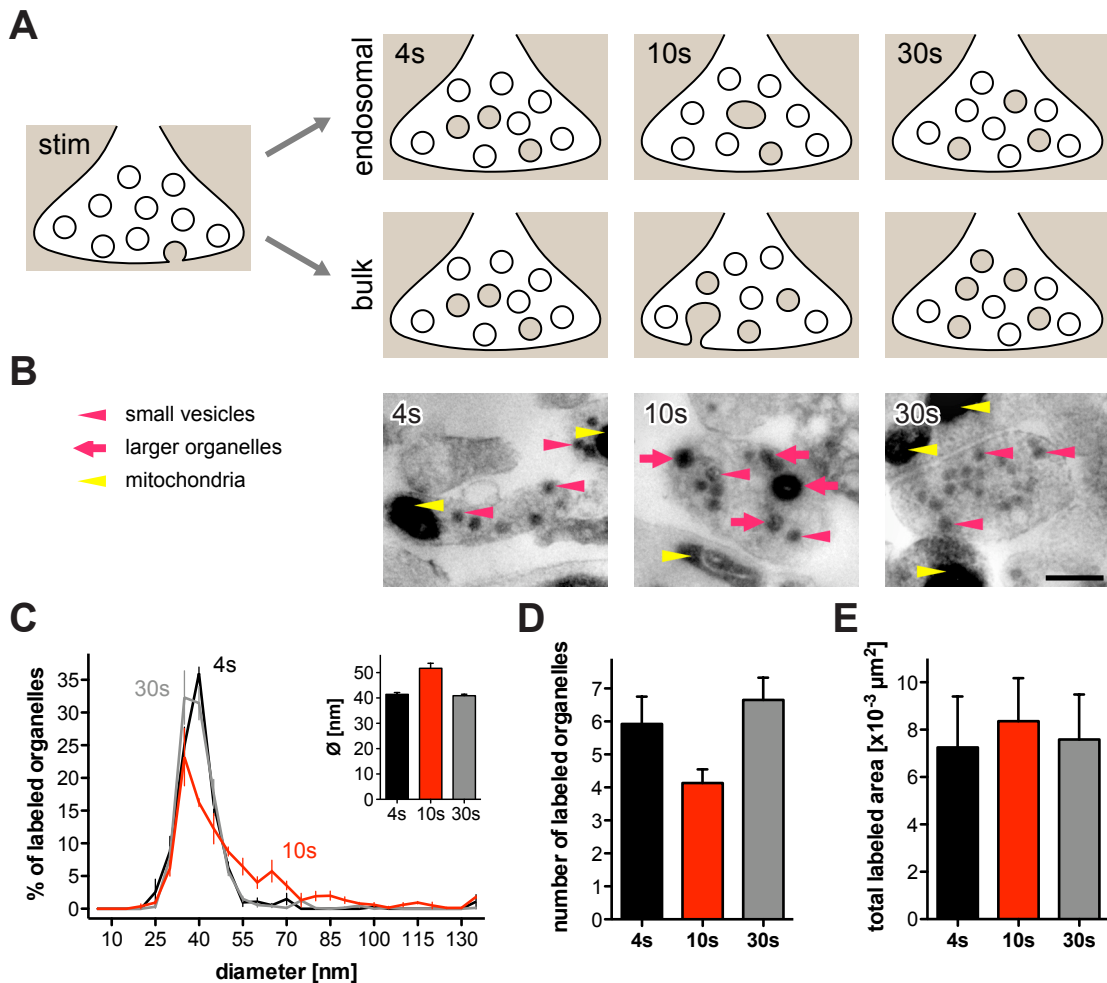 A
stim
endosomal
4s
10s
30s
bulk
B
small vesicles
larger organelles
mitochondria
4s
10s
30s
C
% of labeled organelles
35
30
25
20
15
10
5
0
10
25
40
55
70
85
100
115
130
diameter [nm]
30s
4s
10s
Ø [nm]
50
40
30
20
10
0
4s
10s
30s
D
number of labeled organelles
7
6
5
4
3
2
1
0
4s
10s
30s
E
total labeled area [x10-3 µm²]
10
8
6
4
2
0
4s
10s
30s